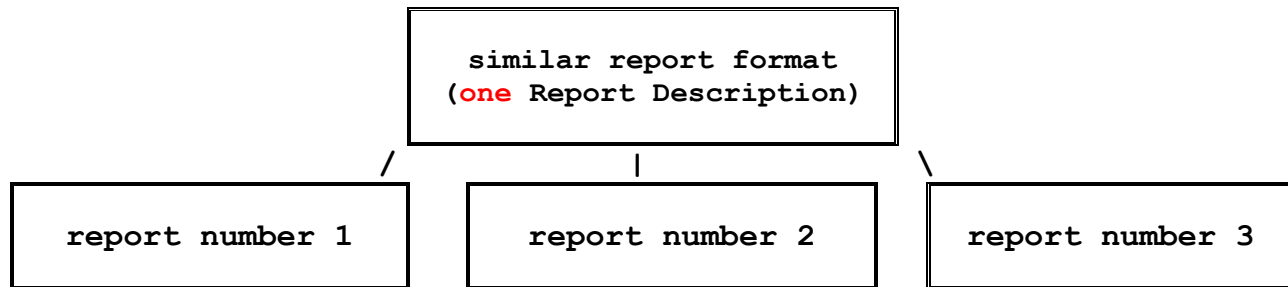 similar report format
(one Report Description)
/ | \
report number 1 report number 2 report number 3